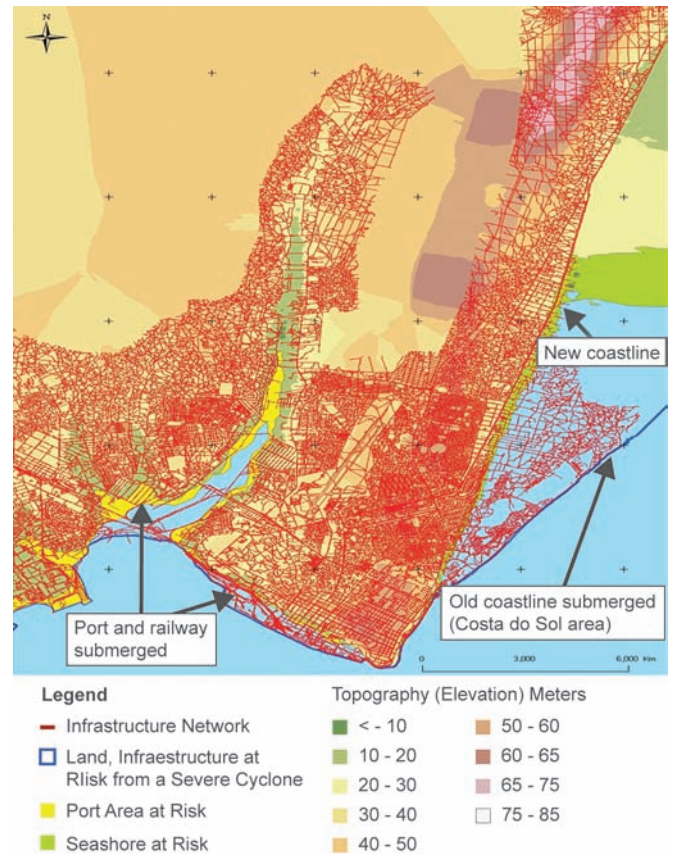 New coastline
Old coastline submerged
(Costa do Sol area)
Port and railway
submerged
0 3,000 6,000 Km
Legend
Infrastructure Network
Land, Infraestructure at
RIisk from a Severe Cyclone
Port Area at Risk
Seashore at Risk
Topography (Elevation) Meters
< - 10
10 - 20
20 - 30
30 - 40
40 - 50
50 - 60
60 - 65
65 - 75
75 - 85